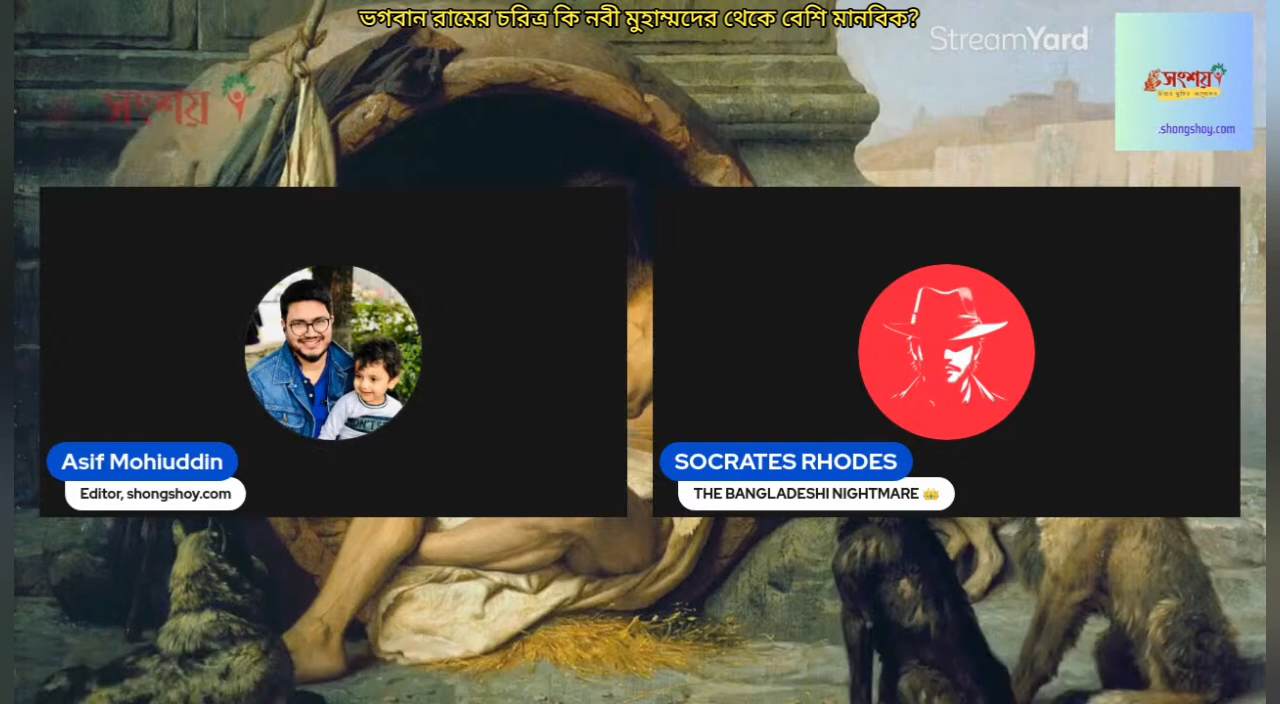 ভগবান রামের চরিত্র কি নবী মুহাম্মদের থেকে বেশি মানবিক?
StreamYard
সংশয়
সংশয়
.shongshoy.com
Asif Mohiuddin
Editor, shongshoy.com
SOCRATES RHODES
THE BANGLADESHI NIGHTMARE 👑